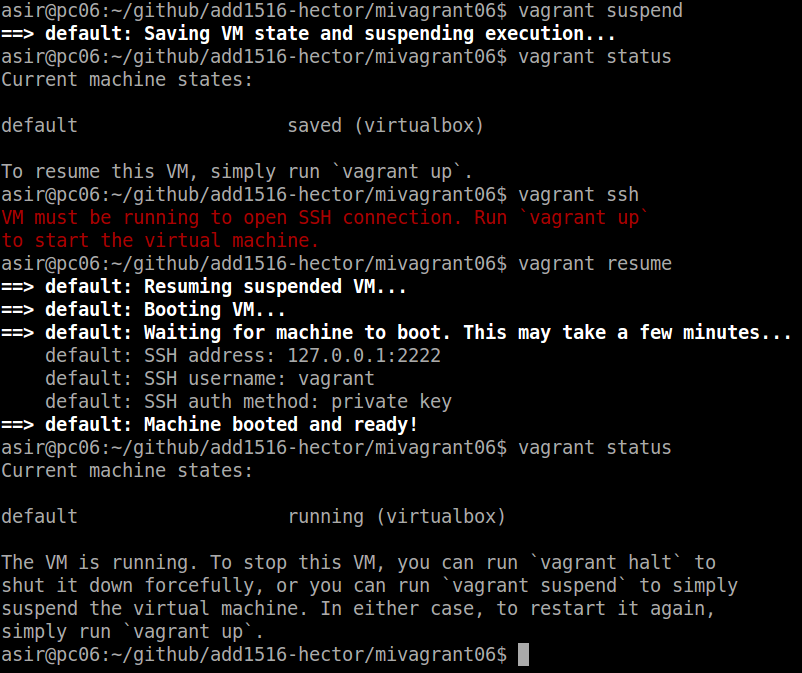 asir@pc06:~/github/add1516-hector/mivagrant06$ vagrant suspend
==> default: Saving VM state and suspending execution...
asir@pc06:~/github/add1516-hector/mivagrant06$ vagrant status
Current machine states:

default                   saved (virtualbox)

To resume this VM, simply run `vagrant up`.
asir@pc06:~/github/add1516-hector/mivagrant06$ vagrant ssh
VM must be running to open SSH connection. Run `vagrant up`
to start the virtual machine.
asir@pc06:~/github/add1516-hector/mivagrant06$ vagrant resume
==> default: Resuming suspended VM...
==> default: Booting VM...
==> default: Waiting for machine to boot. This may take a few minutes...
    default: SSH address: 127.0.0.1:2222
    default: SSH username: vagrant
    default: SSH auth method: private key
==> default: Machine booted and ready!
asir@pc06:~/github/add1516-hector/mivagrant06$ vagrant status
Current machine states:

default                   running (virtualbox)

The VM is running. To stop this VM, you can run `vagrant halt` to
shut it down forcefully, or you can run `vagrant suspend` to simply
suspend the virtual machine. In either case, to restart it again,
simply run `vagrant up`.
asir@pc06:~/github/add1516-hector/mivagrant06$